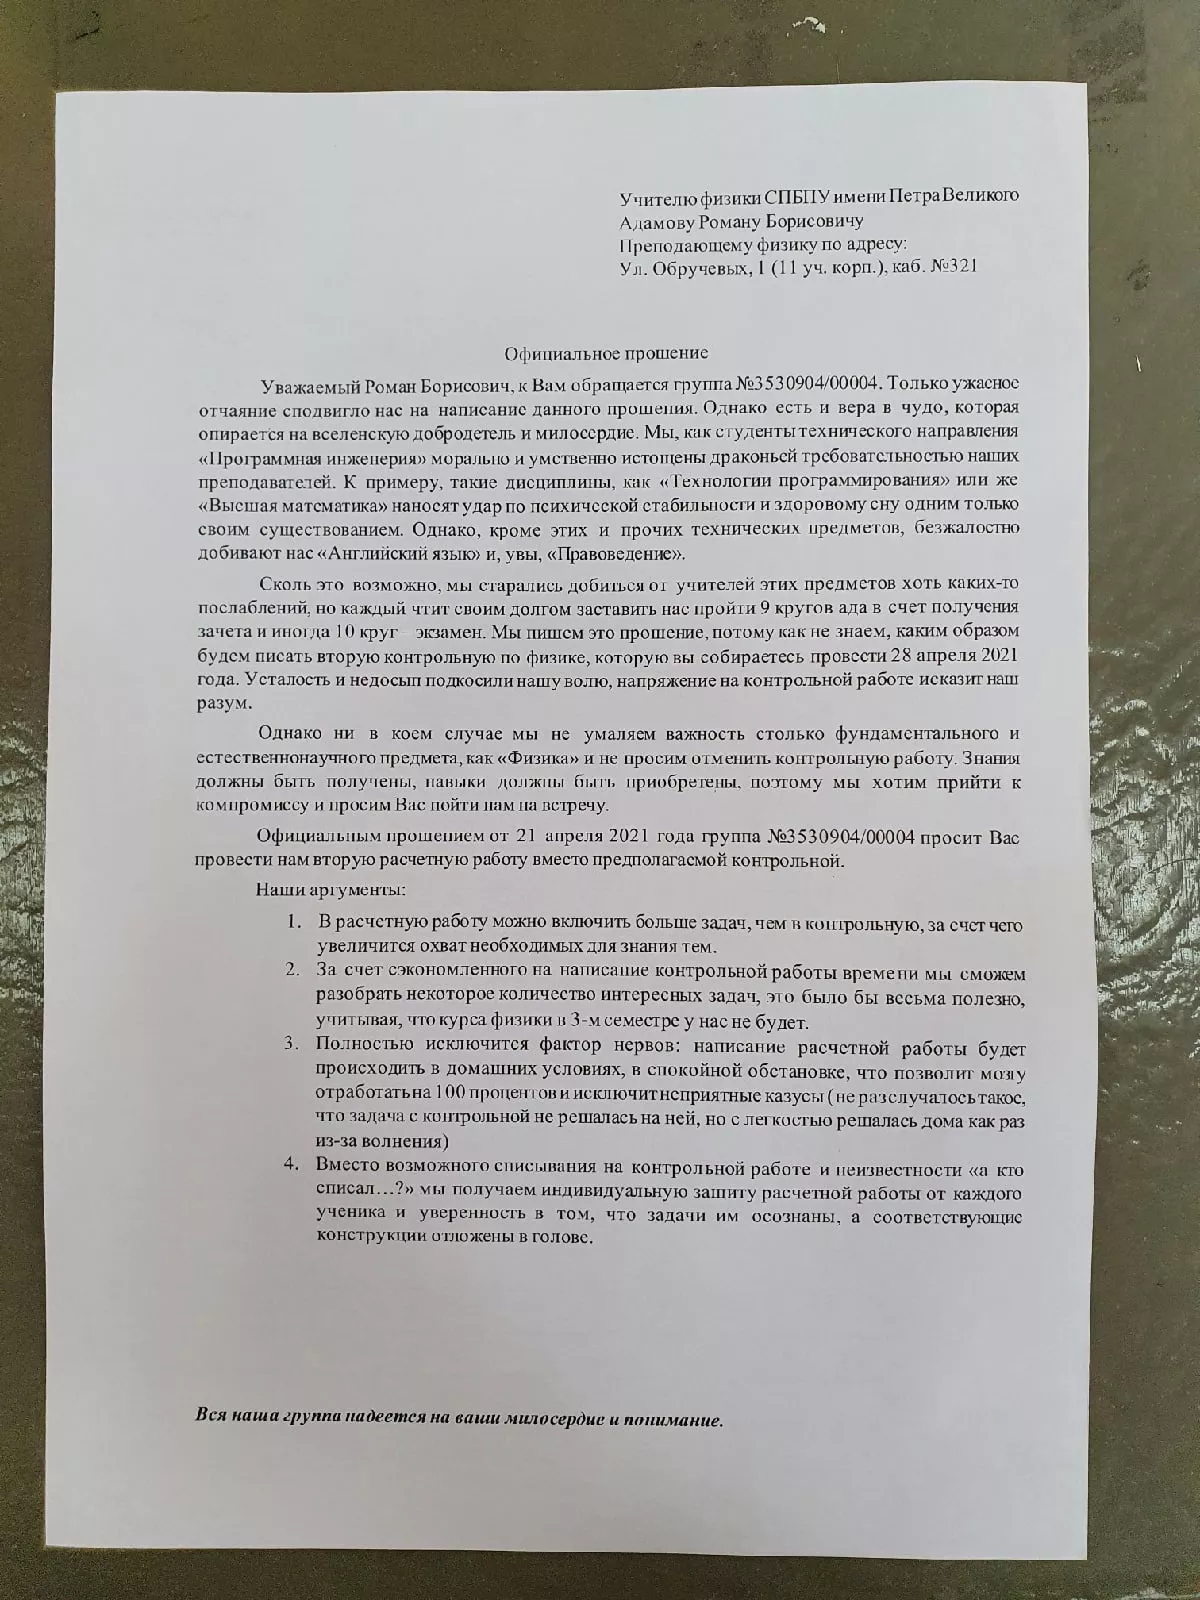 Учителю физики СПБПУ имени Петра Великого
Адамову Роману Борисовичу
Преподающему физику по адресу:
Ул. Обручевых, 1 (11 уч. корп.), каб. №321
Официальное прошение
Уважаемый Роман Борисович, к Вам обращается группа №3530904/00004. Только ужасное
отчаяние сподвигло нас на написание данного прошения. Однако есть и вера в чудо, которая
опирается на вселенскую добродетель и милосердие. Мы, как студенты технического направления
«Программная инженерия» морально и умственно истощены драконьей требовательностью наших
преподавателей. К примеру, такие дисциплины, как «Технологии программирования» или же
«Высшая математика» наносят удар по психической стабильности и здоровому сну одним только
своим существованием. Однако, кроме этих и прочих технических предметов, безжалостно
добивают нас «Английский язык» и, увы, «Правоведение».
Сколь это возможно, мы старались добиться от учителей этих предметов хоть каких-то
послаблений, но каждый чтит своим долгом заставить нас пройти 9 кругов ада в счет получения
зачета и иногда 10 круг – экзамен. Мы пишем это прошение, потому как не знаем, каким образом
будем писать вторую контрольную по физике, которую вы собираетесь провести 28 апреля 2021
года. Усталость и недосып подкосили нашу волю, напряжение на контрольной работе исказит наш
разум.
Однако ни в коем случае мы не умаляем важность столько фундаментального и
естественнонаучного предмета, как «Физика» и не просим отменить контрольную работу. Знания
должны быть получены, навыки должны быть приобретены, поэтому мы хотим прийти к
компромиссу и просим Вас пойти нам на встречу.
Официальным прошением от 21 апреля 2021 года группа №3530904/00004 просит Вас
провести нам вторую расчетную работу вместо предполагаемой контрольной.
Наши аргументы:
1. В расчетную работу можно включить больше задач, чем в контрольную, за счет чего
увеличится охват необходимых для знания тем.
2. За счет сэкономленного на написание контрольной работы времени мы сможем
разобрать некоторое количество интересных задач, это было бы весьма полезно,
учитывая, что курса физики в 3-м семестре у нас не будет.
3. Полностью исключится фактор нервов: написание расчетной работы будет
происходить в домашних условиях, в спокойной обстановке, что позволит мозгу
отработать на 100 процентов и исключит неприятные казусы (не раз случалось такое,
что задача с контрольной не решалась на ней, но с легкостью решалась дома как раз
из-за волнения)
4. Вместо возможного списывания на контрольной работе и неизвестности «а кто
списал…?» мы получаем индивидуальную защиту расчетной работы от каждого
ученика и уверенность в том, что задачи им осознаны, а соответствующие
конструкции отложены в голове.
Вся наша группа надеется на ваши милосердие и понимание.